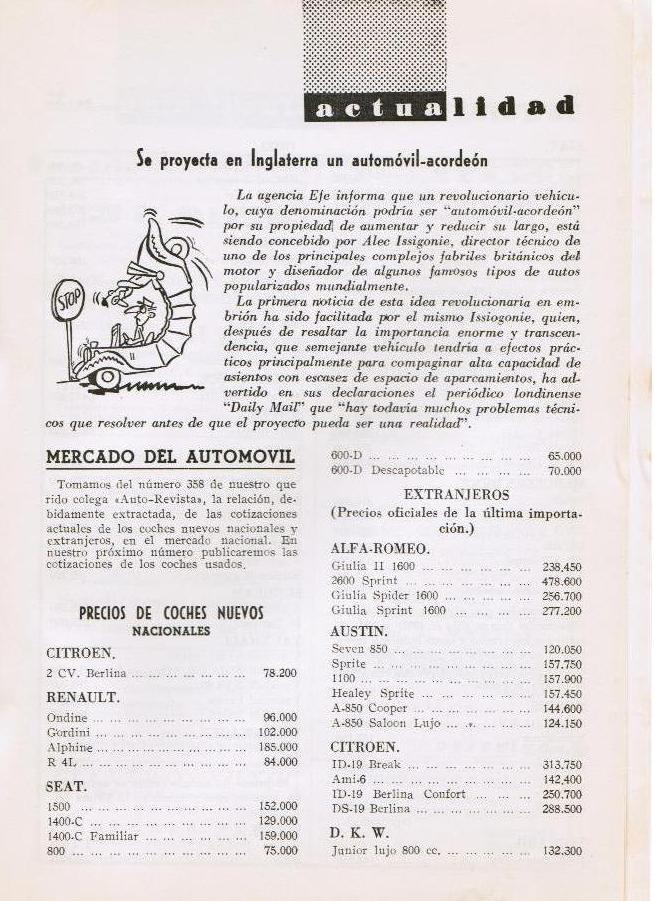 actualidad
Se proyecta en Inglaterra un automóvil-acordeón
STOP
La agencia Efe informa que un revolucionario vehícu-
lo, cuya denominación podría ser “automóvil-acordeón”
por su propiedad de aumentar y reducir su largo, está
siendo concebido por Alec Issigonie, director técnico de
uno de los principales complejos fabriles británicos del
motor y diseñador de algunos famosos tipos de autos
popularizados mundialmente.
La primera noticia de esta idea revolucionaria en em-
brión ha sido facilitada por el mismo Issiogonie, quien,
después de resaltar la importancia enorme y transcen-
dencia, que semejante vehículo tendría a efectos prác-
ticos principalmente para compaginar alta capacidad de
asientos con escasez de espacio de aparcamientos, ha ad-
vertido en sus declaraciones el periódico londinense
“Daily Mail” que “hay todavía muchos problemas técni-
cos que resolver antes de que el proyecto pueda ser una realidad”.
MERCADO DEL AUTOMOVIL
Tomamos del número 358 de nuestro que
rido colega «Auto-Revista», la relación, de-
bidamente extractada, de las cotizaciones
actuales de los coches nuevos nacionales y
extranjeros, en el mercado nacional. En
nuestro próximo número publicaremos las
cotizaciones de los coches usados.
PRECIOS DE COCHES NUEVOS
NACIONALES
CITROEN.
2 CV. Berlina ... ... ... ... ... ... 78.200
RENAULT.
Ondine ... ... ... ... ... ... ... ... 96.000
Gordini ... ... ... ... ... ... ... ... 102.000
Alphine ... ... ... ... ... ... ... ... 185.000
R 4L ... ... ... ... ... ... ... ... ... 84.000
SEAT.
1500 ... ... ... ... ... ... ... ... ... 152.000
1400-C ... ... ... ... ... ... ... ... 129.000
1400-C Familiar ... ... ... ... ... 159.000
800 ... ... ... ... ... ... ... ... ... 75.000
600-D ... ... ... ... ... ... ... ... 65.000
600-D Descapotable ... ... ... ... 70.000
EXTRANJEROS
(Precios oficiales de la última importa-
ción.)
ALFA-ROMEO.
Giulia II 1600 ... ... ... ... ... ... 238.450
2600 Sprint ... ... ... ... ... ... ... 478.600
Giulia Spider 1600 ... ... ... ... ... 256.700
Giulia Sprint 1600 ... ... ... ... 277.200
AUSTIN.
Seven 850 ... ... ... ... ... ... ... 120.050
Sprite ... ... ... ... ... ... ... ... 157.750
1100 ... ... ... ... ... ... ... ... ... 157.900
Healey Sprite ... ... ... ... ... ... 157.450
A-850 Cooper ... ... ... ... ... ... 144.600
A-850 Saloon Lujo ... ... ... ... 124.150
CITROEN.
ID-19 Break ... ... ... ... ... ... 313.750
Ami-6 ... ... ... ... ... ... ... ... 142.400
ID-19 Berlina Confort ... ... ... 250.700
DS-19 Berlina ... ... ... ... ... ... 288.500
D. K. W.
Junior lujo 800 cc. ... ... ... ... ... 132.300